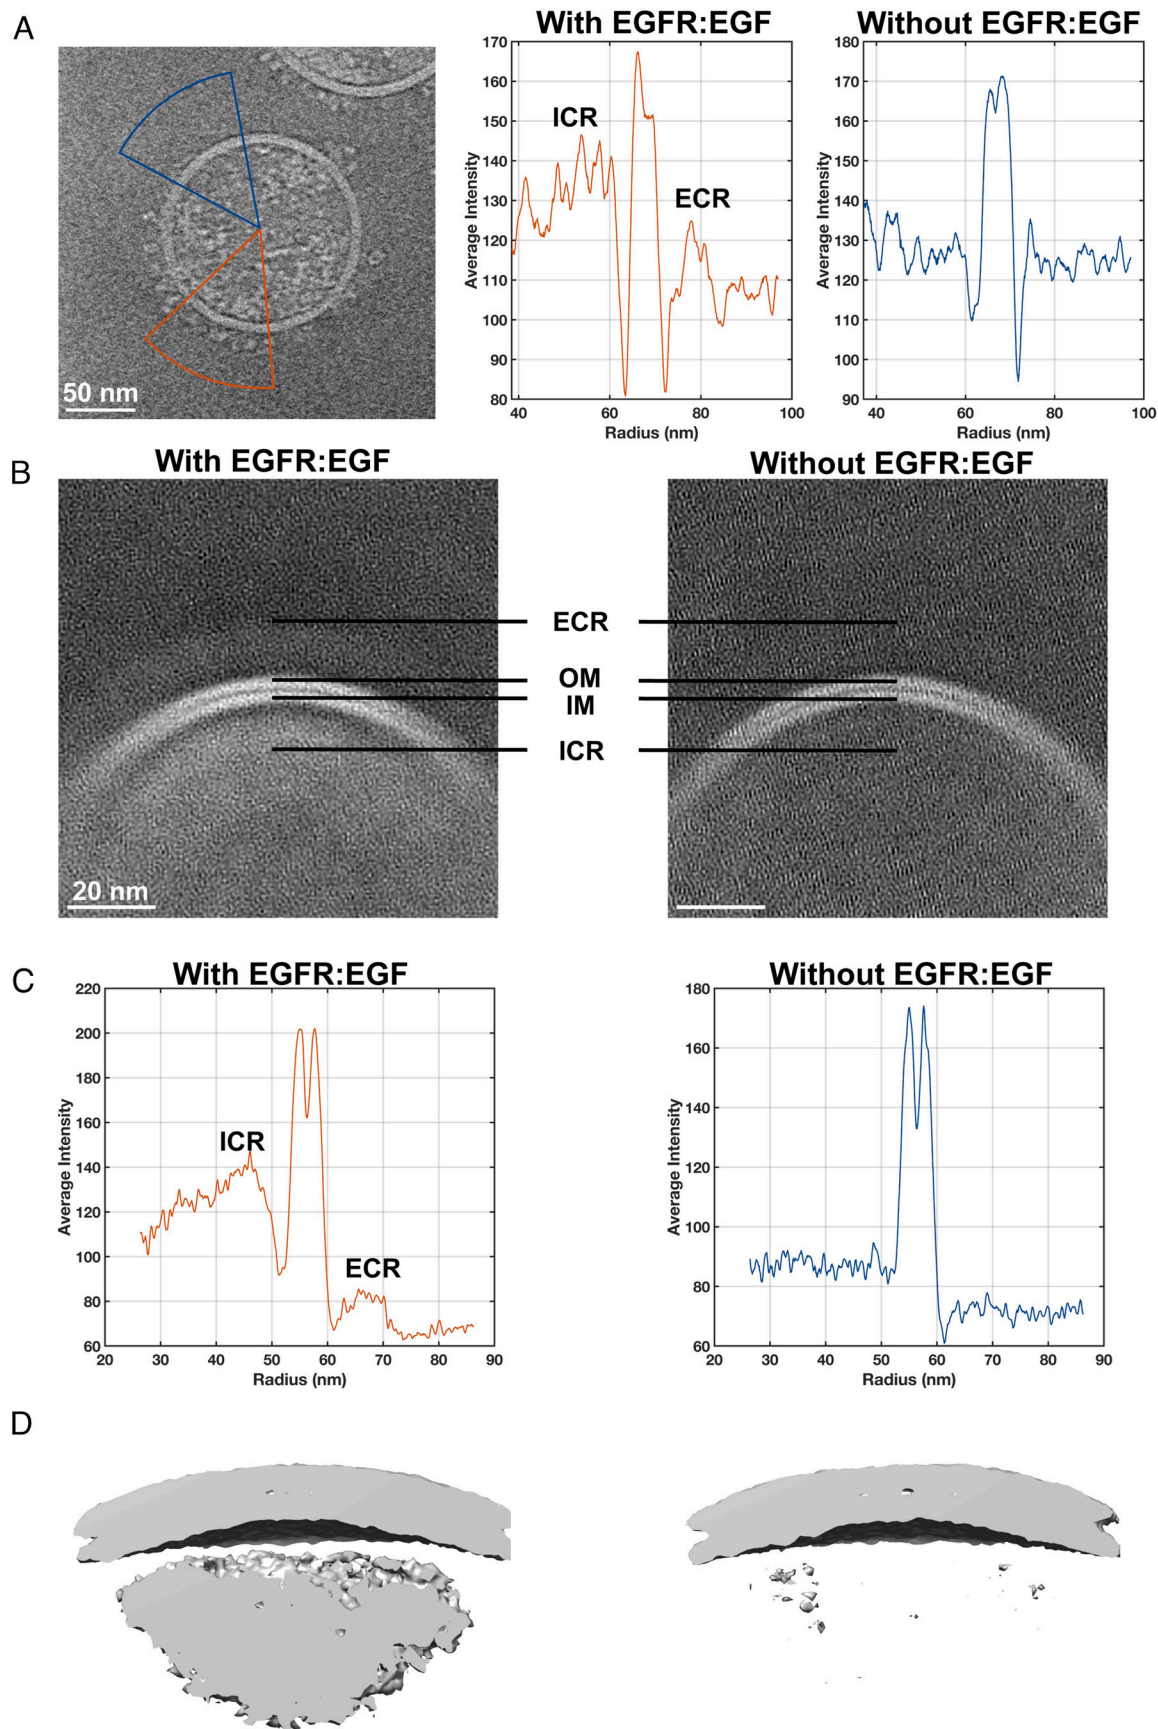 A
With EGFR:EGF
Without EGFR:EGF
50 nm
170
160
150
140
130
120
110
100
90
80
Average Intensity
ICR
ECR
40
60
80
100
Radius (nm)
180
170
160
150
140
130
120
110
100
90
Average Intensity
40
60
80
100
Radius (nm)
B
With EGFR:EGF
Without EGFR:EGF
ECR
OM
IM
ICR
20 nm
C
With EGFR:EGF
Without EGFR:EGF
220
200
180
160
140
120
100
80
60
Average Intensity
ICR
ECR
20
30
40
50
60
70
80
90
Radius (nm)
180
160
140
120
100
80
60
Average Intensity
20
30
40
50
60
70
80
90
Radius (nm)
D